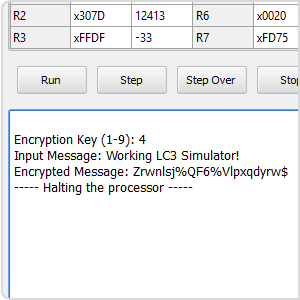 R2 x307D 12413 R6 x0020
R3 xFFDF -33 R7 xFD75
Run Step Step Over Stop
Encryption Key (1-9): 4
Input Message: Working LC3 Simulator!
Encrypted Message: Zrwnlsj%QF6%Vlpxqdyrw$
----- Halting the processor -----